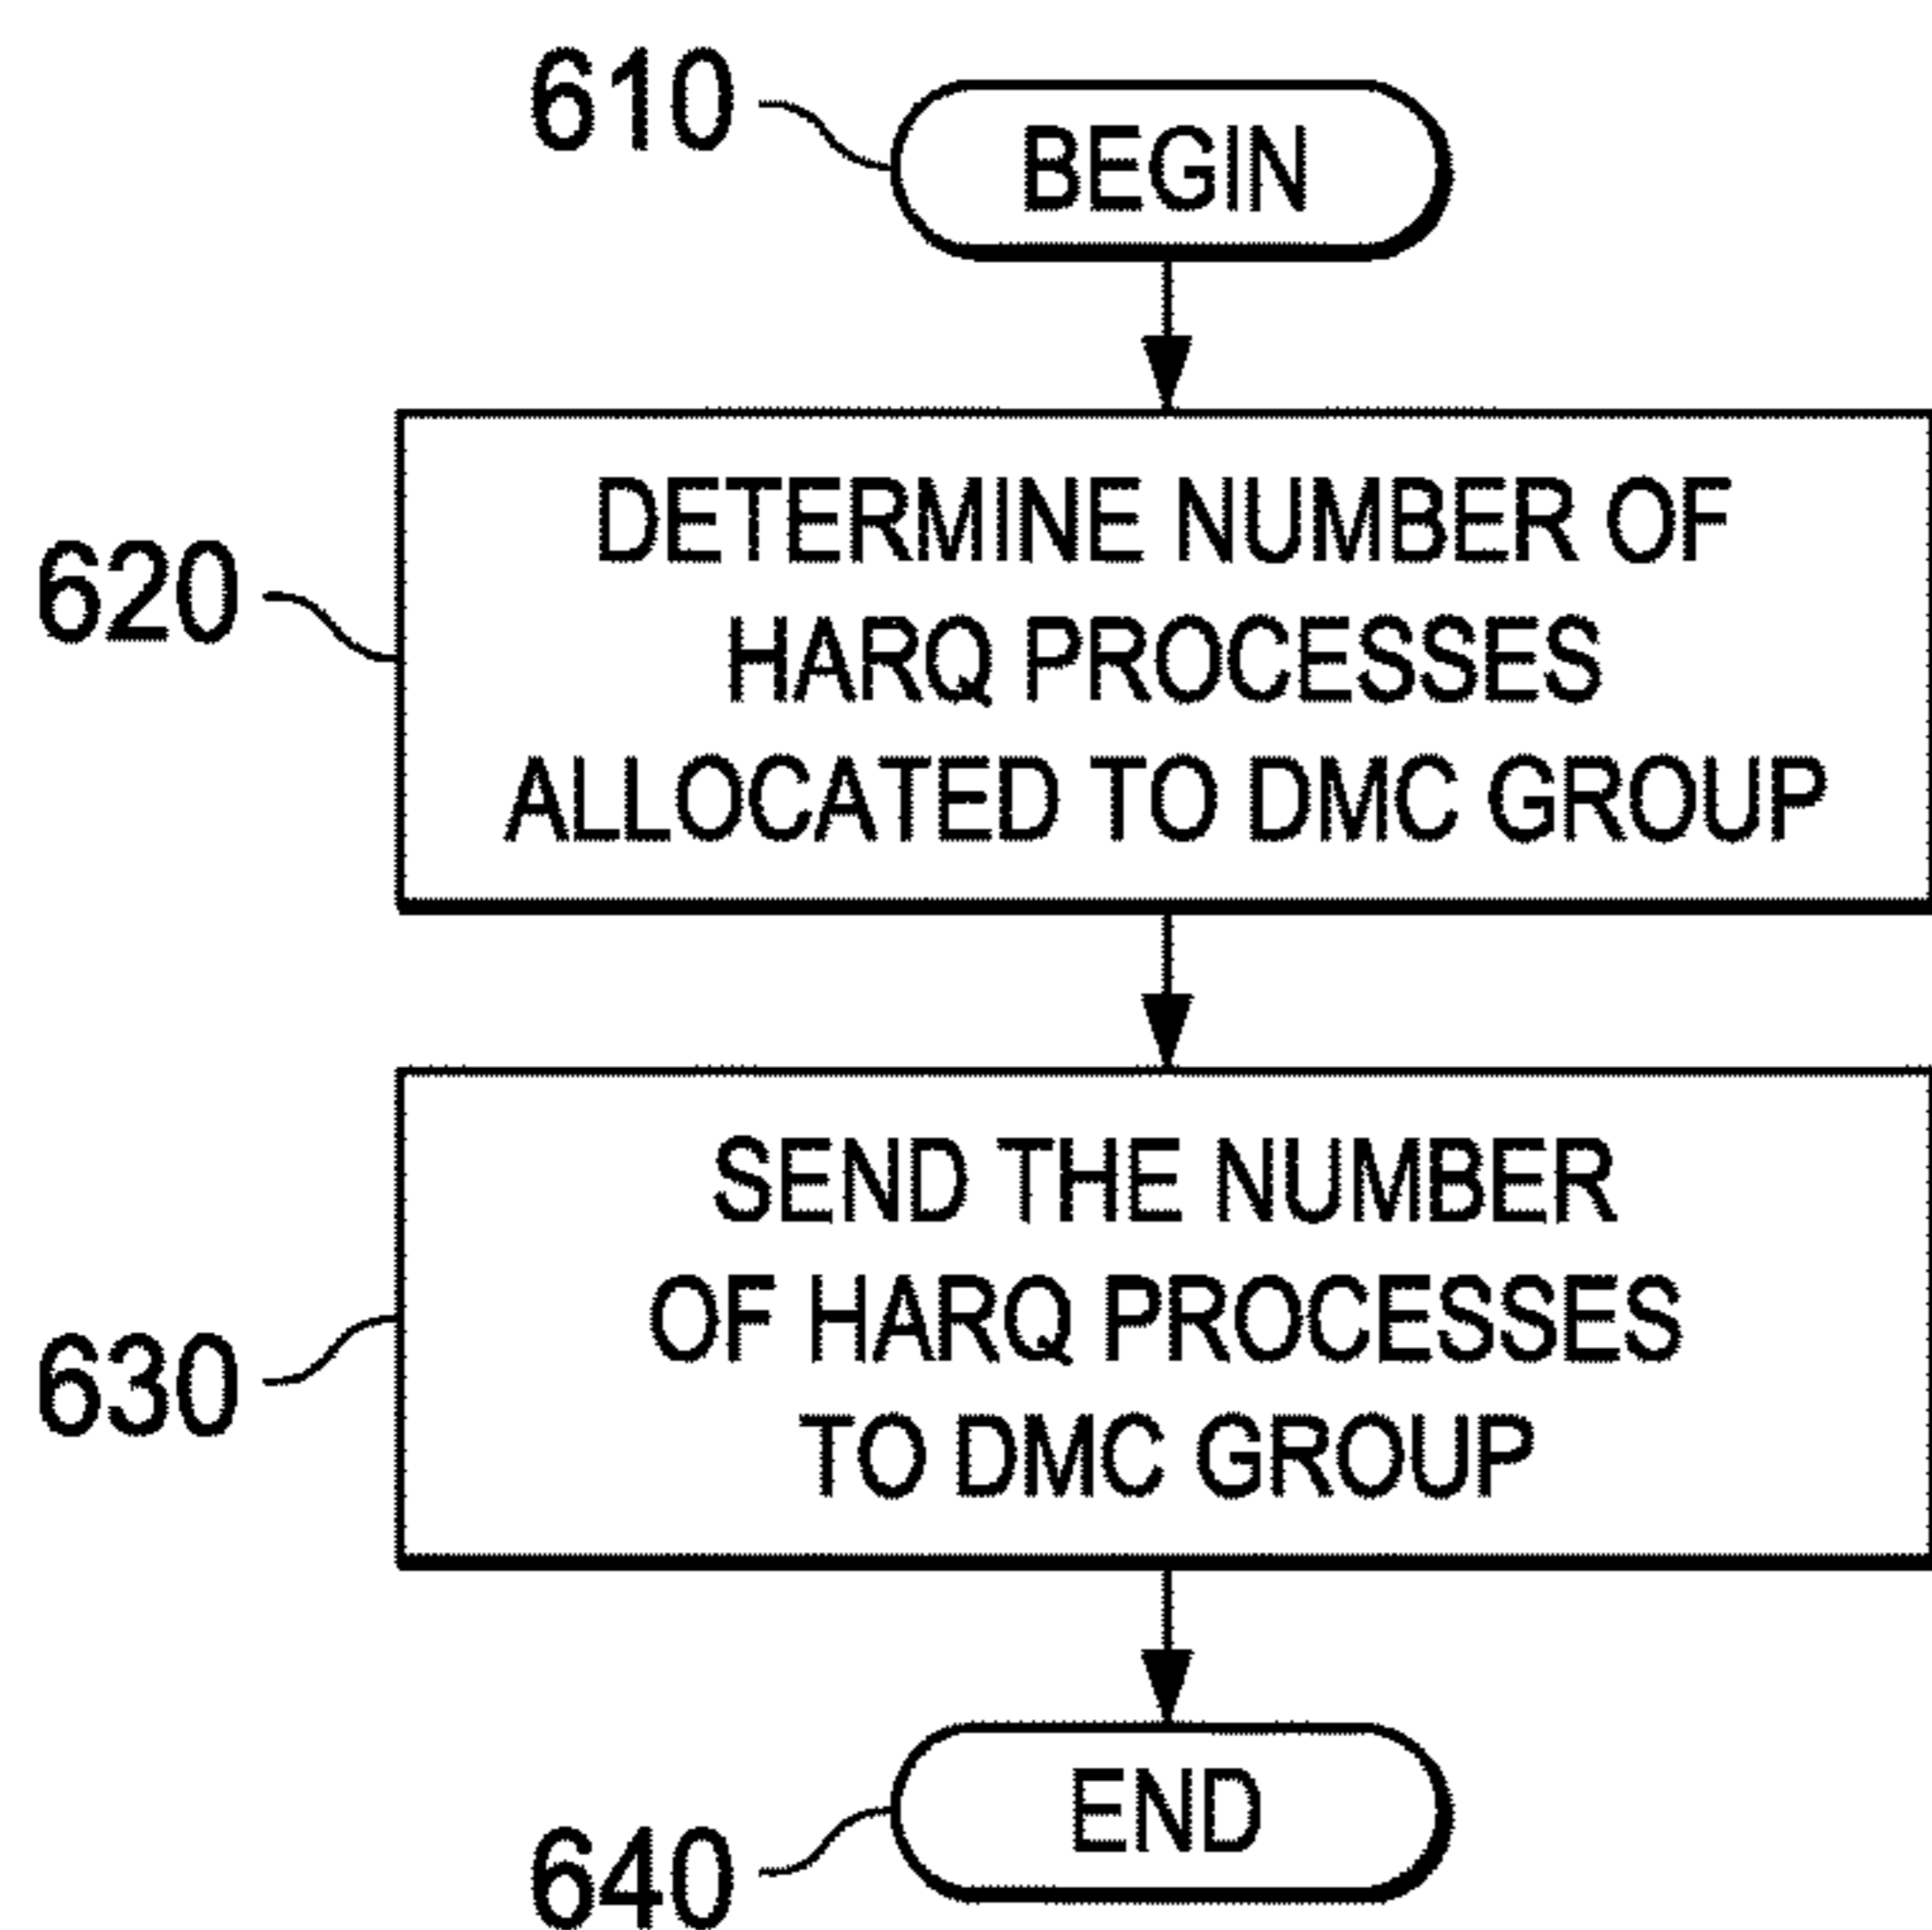 610
BEGIN
620
DETERMINE NUMBER OF
HARQ PROCESSES
ALLOCATED TO DMC GROUP
630
SEND THE NUMBER
OF HARQ PROCESSES
TO DMC GROUP
640
END